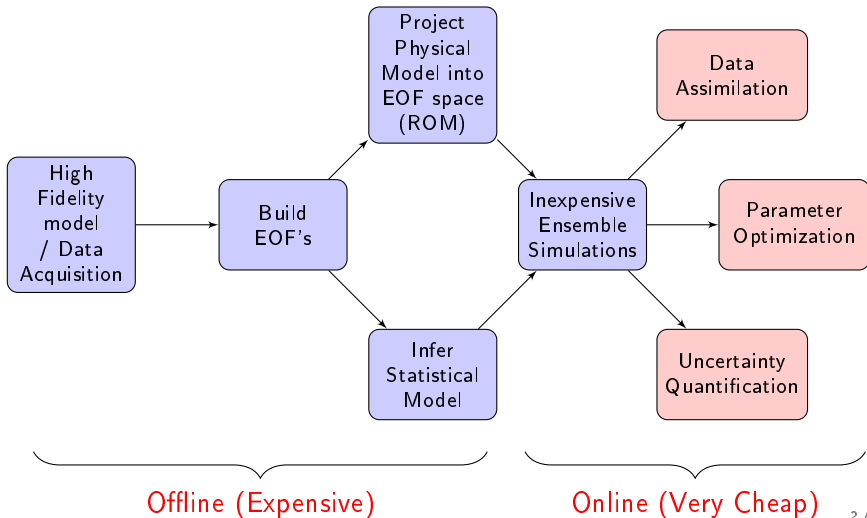 High
Fidelity
model
/ Data
Acquisition
Build
EOF's
Project
Physical
Model into
EOF space
(ROM)
Infer
Statistical
Model
Inexpensive
Ensemble
Simulations
Data
Assimilation
Parameter
Optimization
Uncertainty
Quantification
Offline (Expensive)
Online (Very Cheap)
2